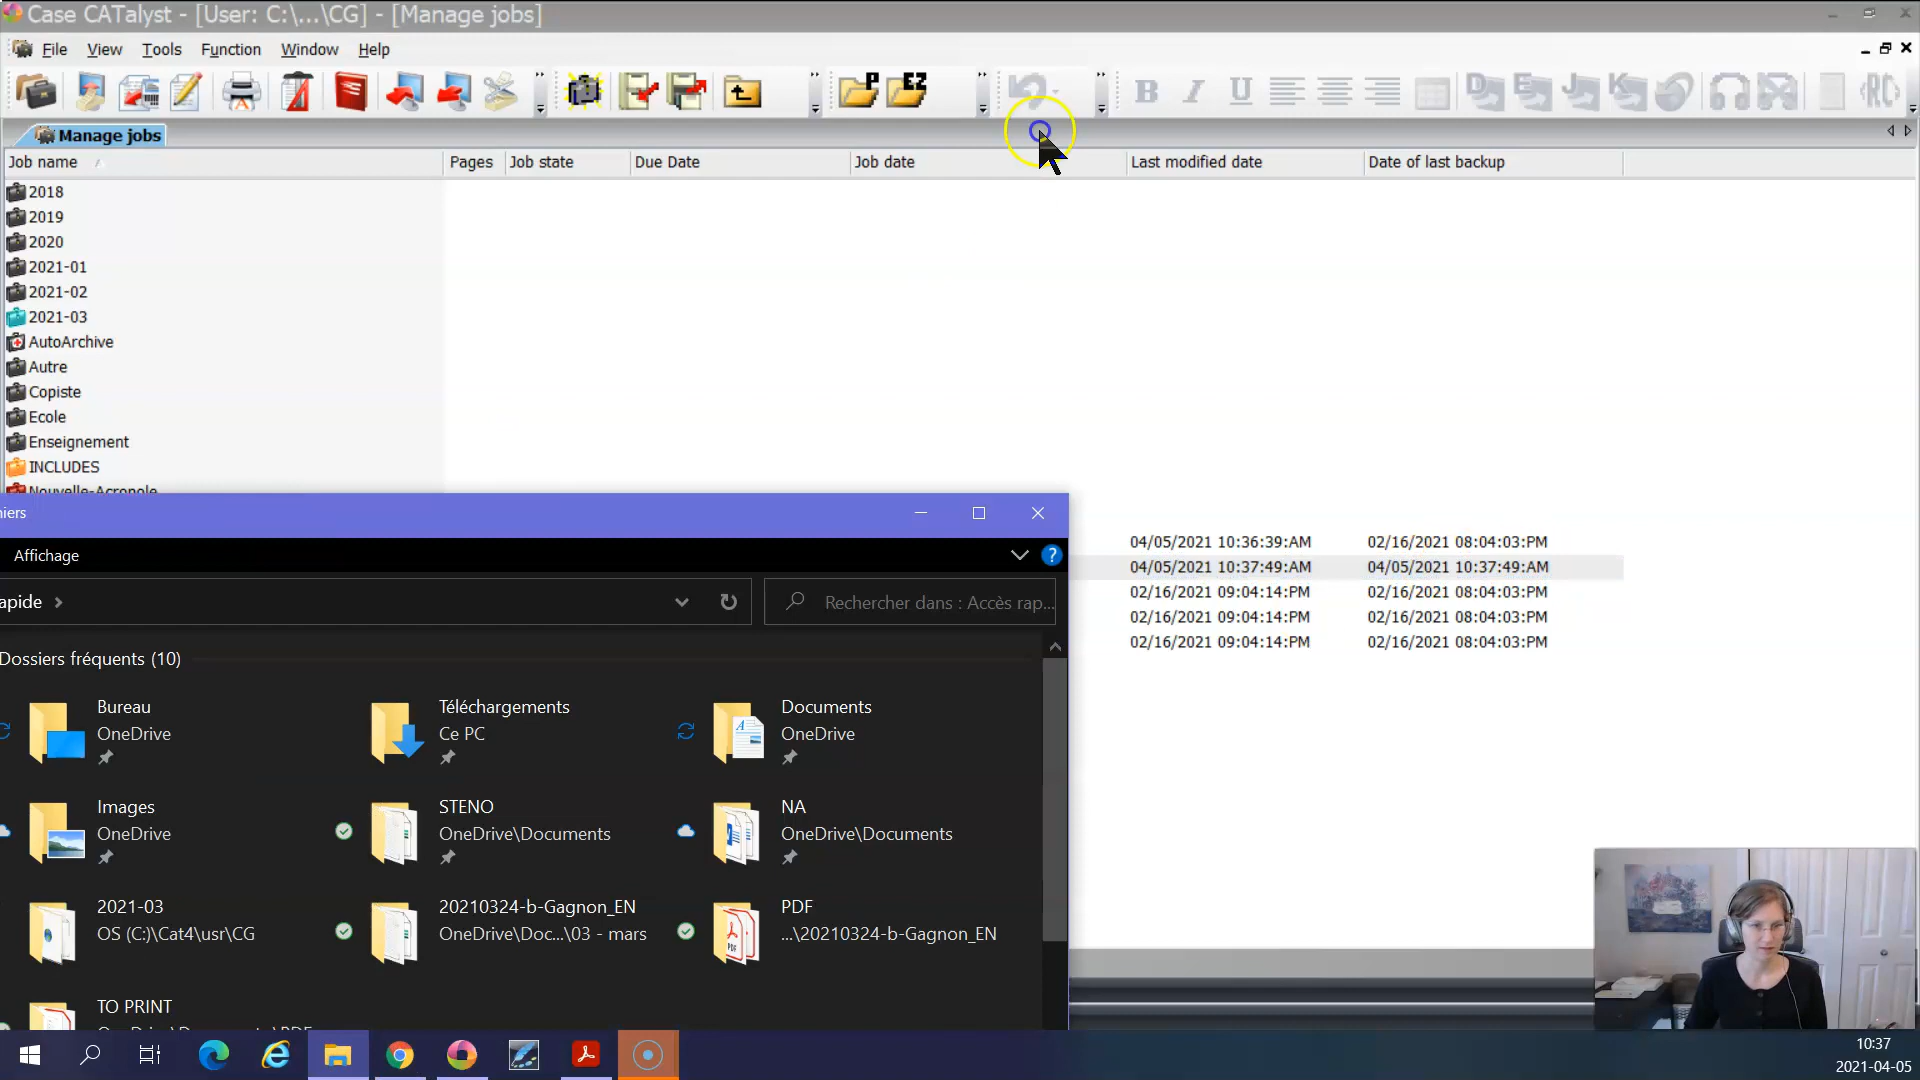 Case CATalyst - [User: C:\...\CG] - [Manage jobs]
File View Tools Function Window Help
P EZ B I U D E J K RC
Manage jobs
Job name Pages Job state Due Date Job date Last modified date Date of last backup
2018
2019
2020
2021-01
2021-02
2021-03
AutoArchive
Autre
Copiste
Ecole
Enseignement
INCLUDES
Nouvelle-Acropole
04/05/2021 10:36:39:AM 02/16/2021 08:04:03:PM
04/05/2021 10:37:49:AM 04/05/2021 10:37:49:AM
02/16/2021 09:04:14:PM 02/16/2021 08:04:03:PM
02/16/2021 09:04:14:PM 02/16/2021 08:04:03:PM
02/16/2021 09:04:14:PM 02/16/2021 08:04:03:PM
iers
Affichage
apide
Rechercher dans : Accès rap...
Dossiers fréquents (10)
Bureau
OneDrive
Téléchargements
Ce PC
Documents
OneDrive
Images
OneDrive
STENO
OneDrive\Documents
NA
OneDrive\Documents
2021-03
OS (C:)\Cat4\usr\CG
20210324-b-Gagnon_EN
OneDrive\Doc...\03 - mars
PDF
...\20210324-b-Gagnon_EN
TO PRINT
OneDrive\Documents\PDF
10:37
2021-04-05